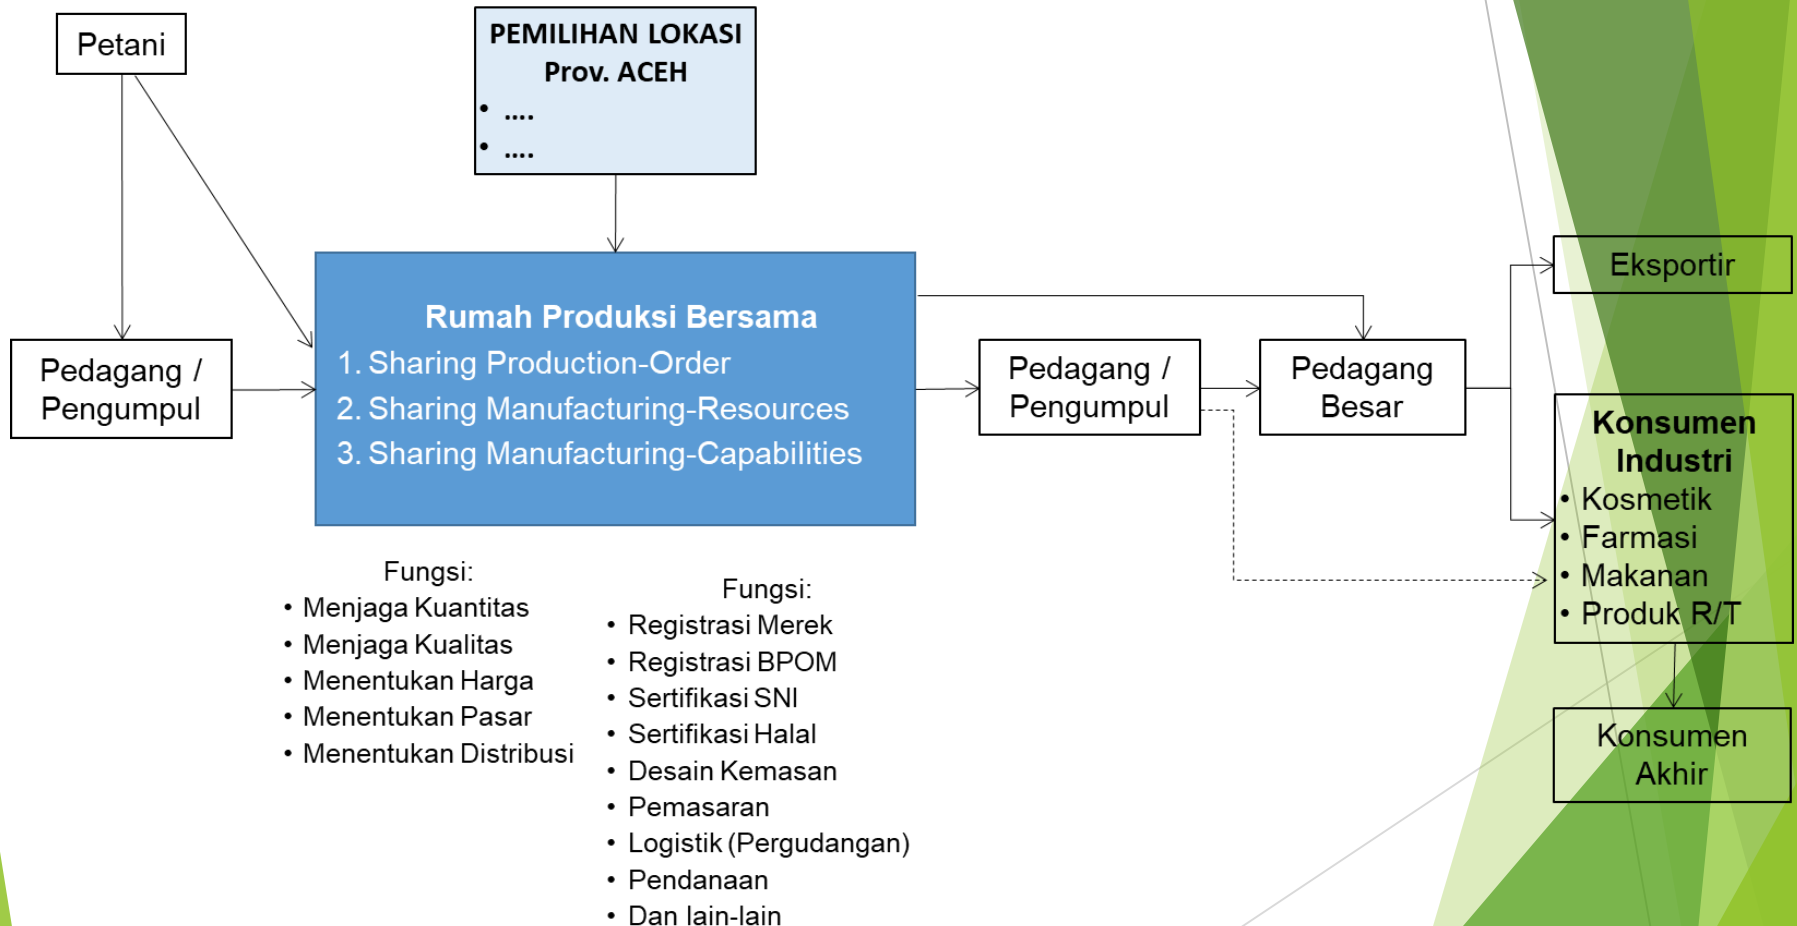 Petani
PEMILIHAN LOKASI
Prov. ACEH
• ....
• ....
Pedagang /
Pengumpul
Rumah Produksi Bersama
1. Sharing Production-Order
2. Sharing Manufacturing-Resources
3. Sharing Manufacturing-Capabilities
Pedagang /
Pengumpul
Pedagang
Besar
Eksportir
Konsumen
Industri
• Kosmetik
• Farmasi
• Makanan
• Produk R/T
Konsumen
Akhir
Fungsi:
• Menjaga Kuantitas
• Menjaga Kualitas
• Menentukan Harga
• Menentukan Pasar
• Menentukan Distribusi
Fungsi:
• Registrasi Merek
• Registrasi BPOM
• Sertifikasi SNI
• Sertifikasi Halal
• Desain Kemasan
• Pemasaran
• Logistik (Pergudangan)
• Pendanaan
• Dan lain-lain